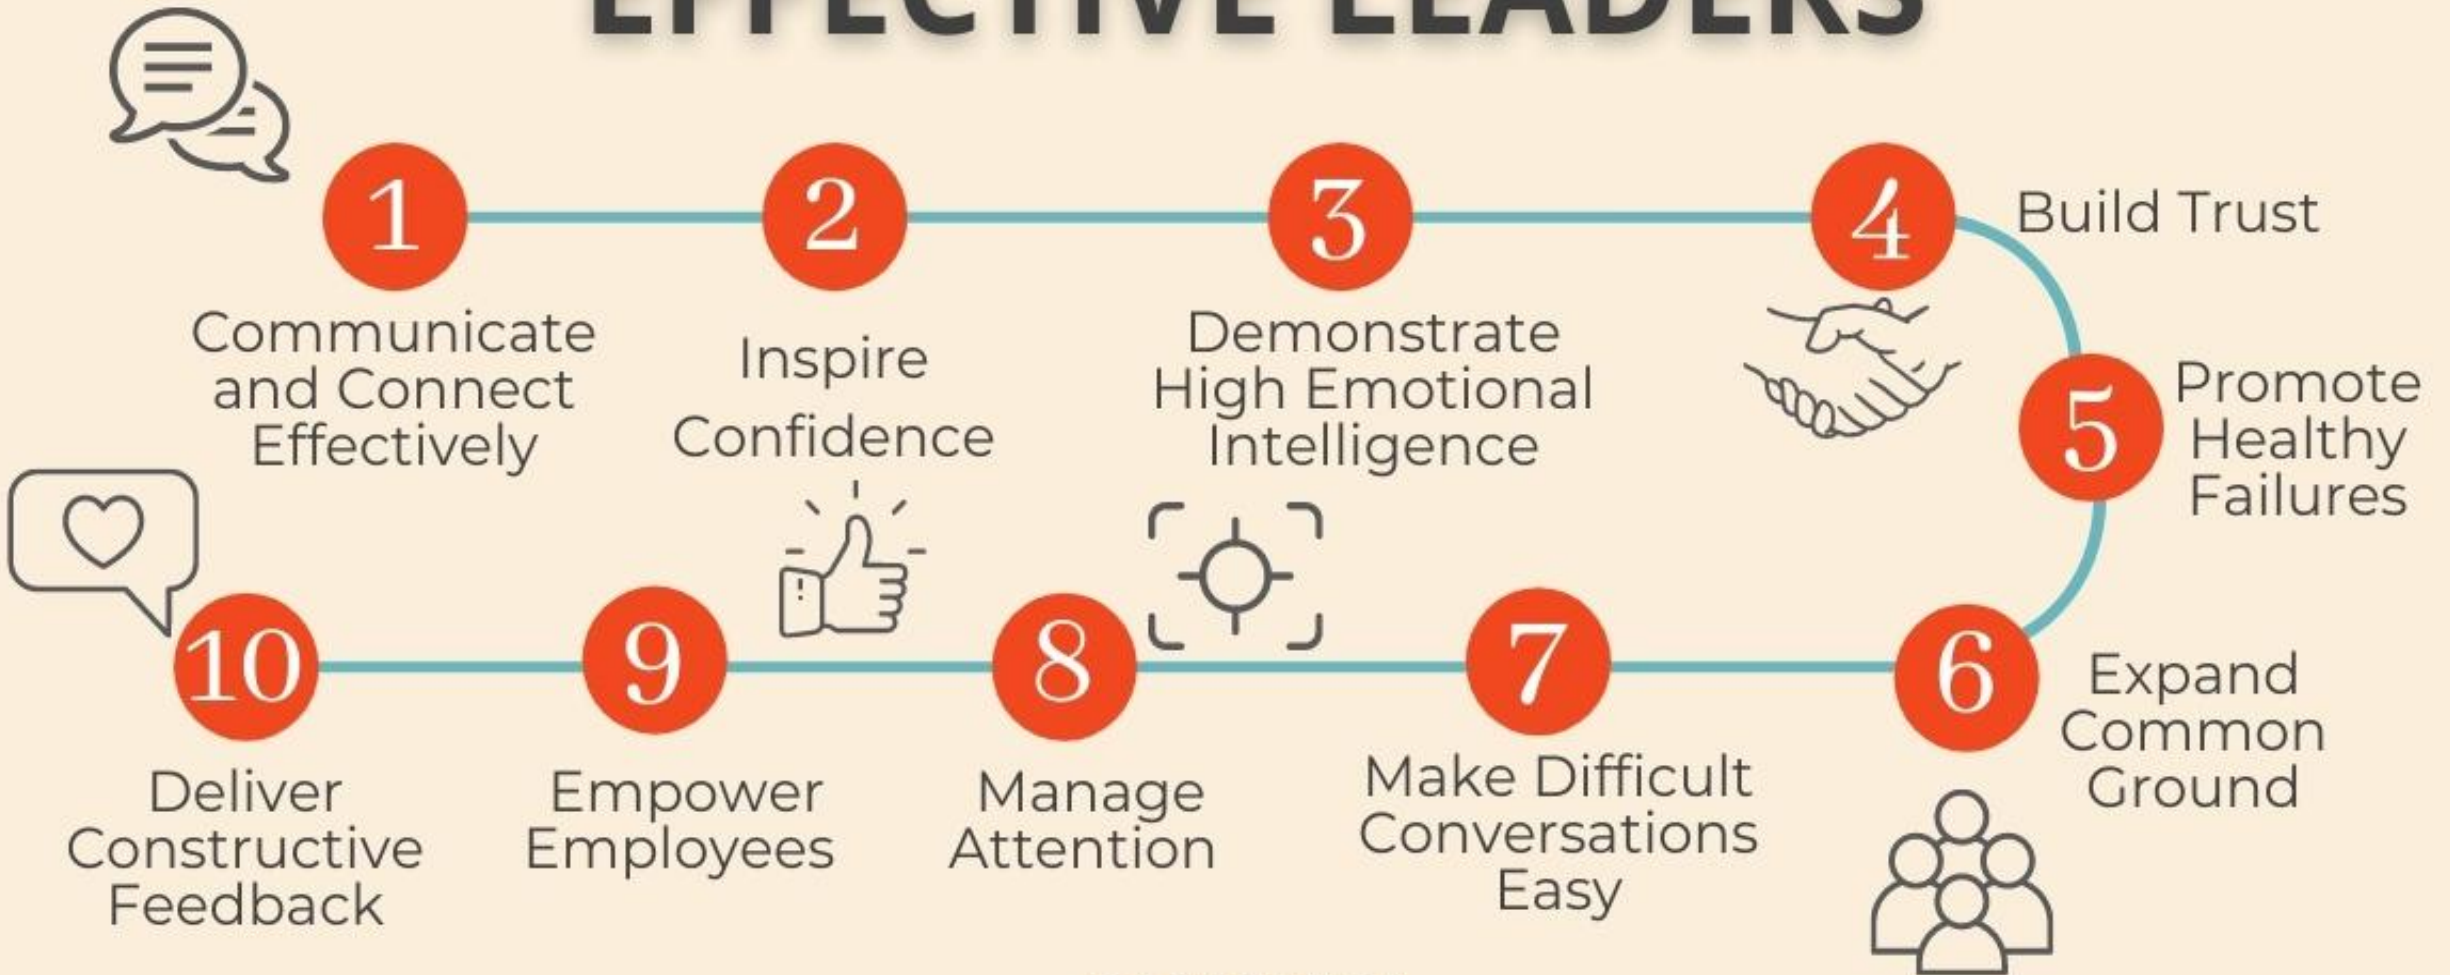 EFFECTIVE LEADERS
1
Communicate
and Connect
Effectively
2
Inspire
Confidence
3
Demonstrate
High Emotional
Intelligence
4
Build Trust
5
Promote
Healthy
Failures
6
Expand
Common
Ground
7
Make Difficult
Conversations
Easy
8
Manage
Attention
9
Empower
Employees
10
Deliver
Constructive
Feedback